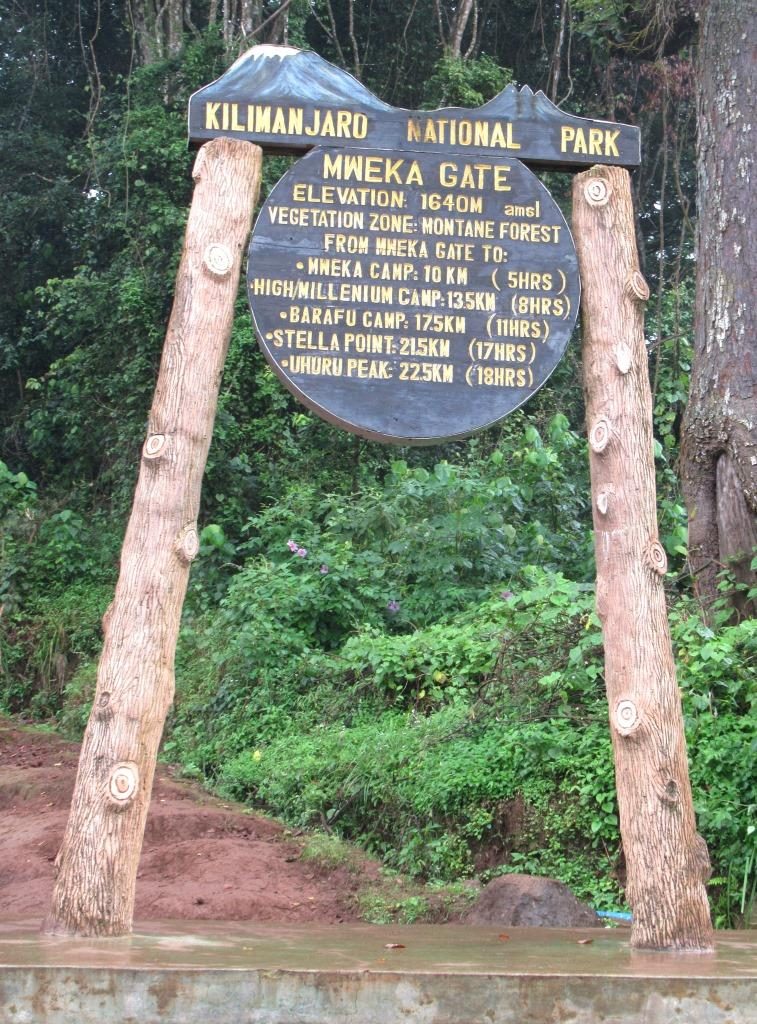 KILIMANJARO NATIONAL PARK
MWEKA GATE
ELEVATION: 1640M amsl
VEGETATION ZONE: MONTANE FOREST
FROM MWEKA GATE TO:
•MWEKA CAMP: 10 KM (5HRS)
•HIGH/MILLENIUM CAMP: 13.5KM (8HRS)
•BARAFU CAMP: 17.5KM (11HRS)
•STELLA POINT: 21.5KM (17HRS)
•UHURU PEAK: 22.5KM (18HRS)